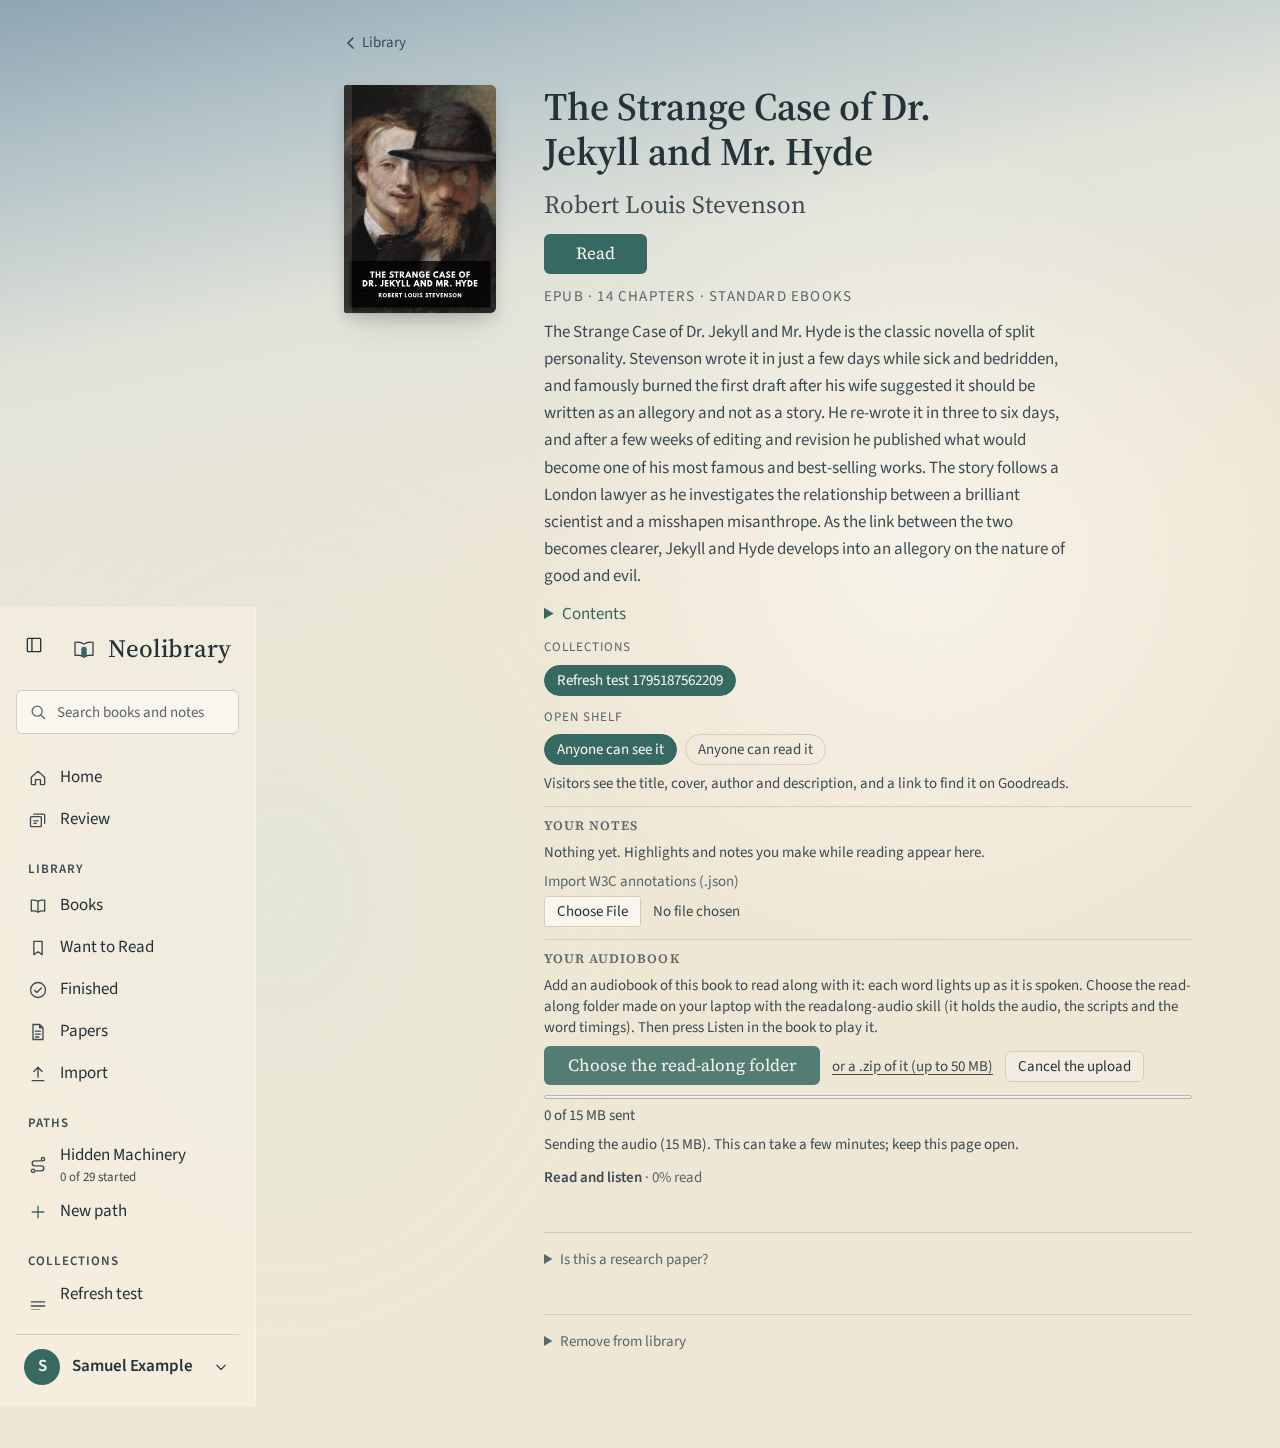 Library
The Strange Case of Dr.
Jekyll and Mr. Hyde
Robert Louis Stevenson
Read
EPUB · 14 CHAPTERS · STANDARD EBOOKS
THE STRANGE CASE OF
DR. JEKYLL AND MR. HYDE
ROBERT LOUIS STEVENSON
The Strange Case of Dr. Jekyll and Mr. Hyde is the classic novella of split
personality. Stevenson wrote it in just a few days while sick and bedridden,
and famously burned the first draft after his wife suggested it should be
written as an allegory and not as a story. He re-wrote it in three to six days,
and after a few weeks of editing and revision he published what would
become one of his most famous and best-selling works. The story follows a
London lawyer as he investigates the relationship between a brilliant
scientist and a misshapen misanthrope. As the link between the two
becomes clearer, Jekyll and Hyde develops into an allegory on the nature of
good and evil.
Contents
COLLECTIONS
Refresh test 1795187562209
OPEN SHELF
Anyone can see it
Anyone can read it
Visitors see the title, cover, author and description, and a link to find it on Goodreads.
YOUR NOTES
Nothing yet. Highlights and notes you make while reading appear here.
Import W3C annotations (.json)
Choose File No file chosen
YOUR AUDIOBOOK
Add an audiobook of this book to read along with it: each word lights up as it is spoken. Choose the read-
along folder made on your laptop with the readalong-audio skill (it holds the audio, the scripts and the
word timings). Then press Listen in the book to play it.
Choose the read-along folder
or a .zip of it (up to 50 MB)
Cancel the upload
0 of 15 MB sent
Sending the audio (15 MB). This can take a few minutes; keep this page open.
Read and listen · 0% read
Is this a research paper?
Remove from library
Neolibrary
Search books and notes
Home
Review
LIBRARY
Books
Want to Read
Finished
Papers
Import
PATHS
Hidden Machinery
0 of 29 started
New path
COLLECTIONS
Refresh test
S
Samuel Example